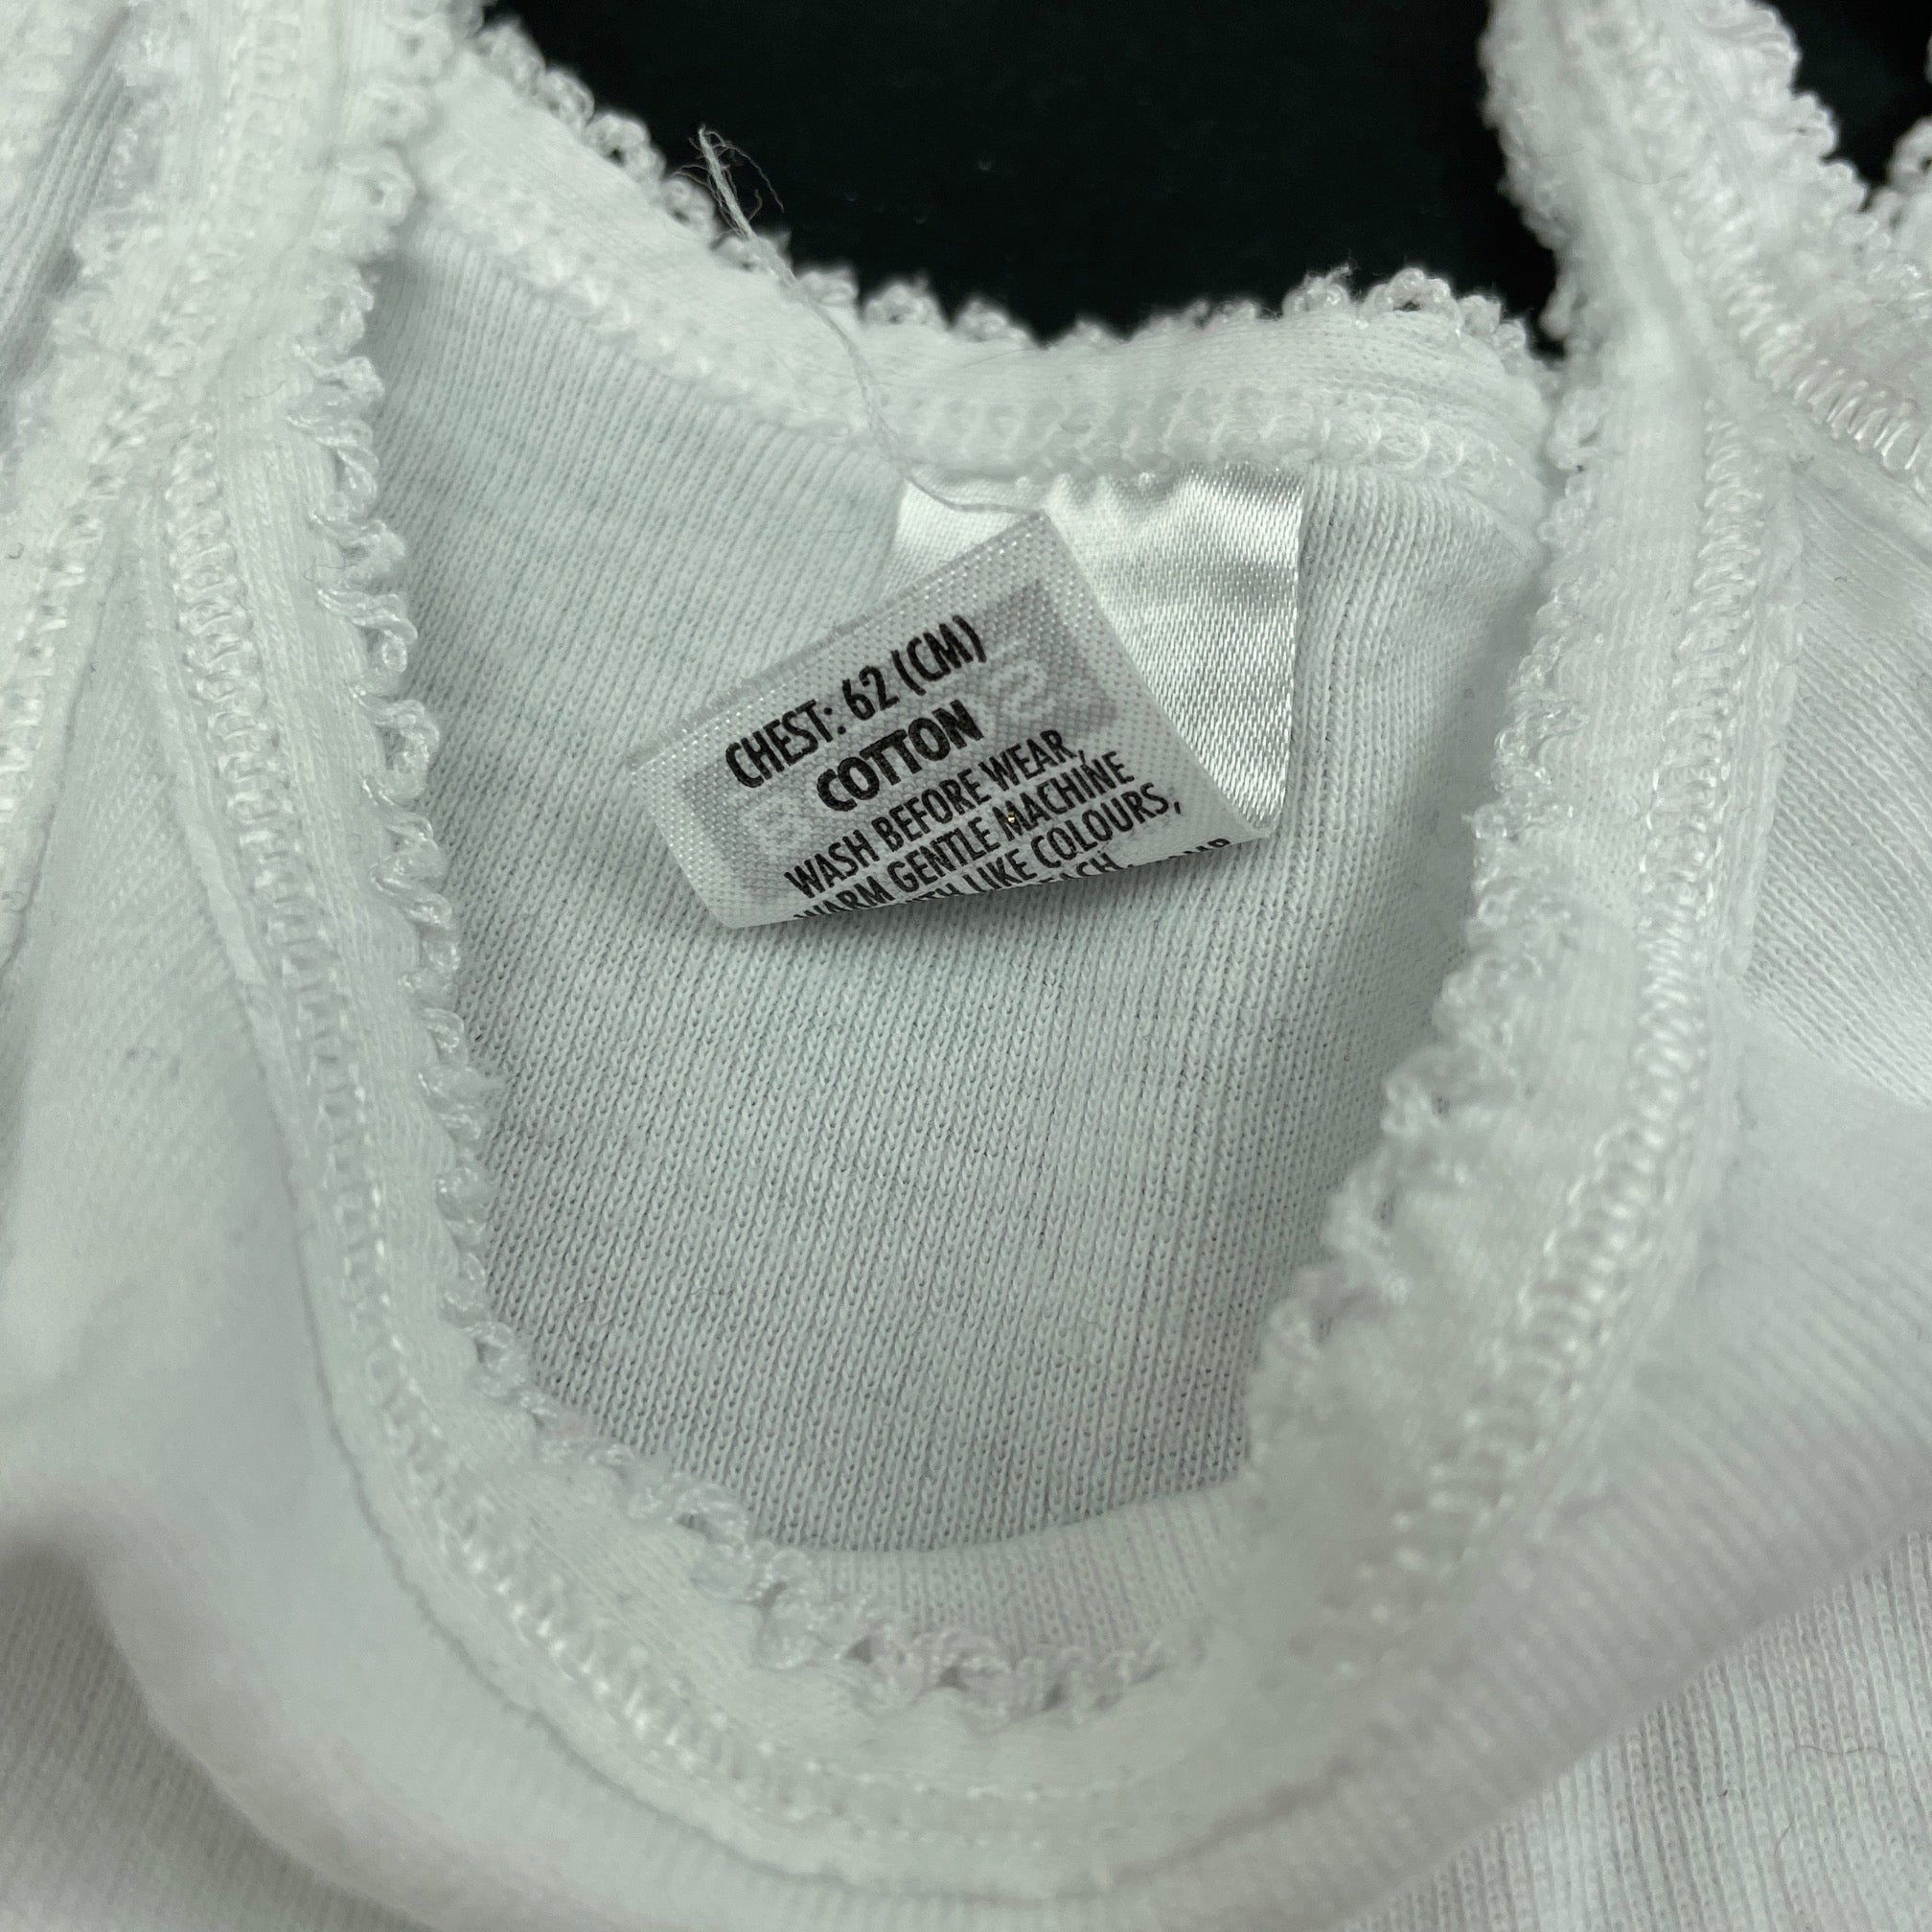 CHEST: 62 (CM)
COTTON
WASH BEFORE WEAR,
WARM GENTLE MACHINE
LIKE COLOURS,